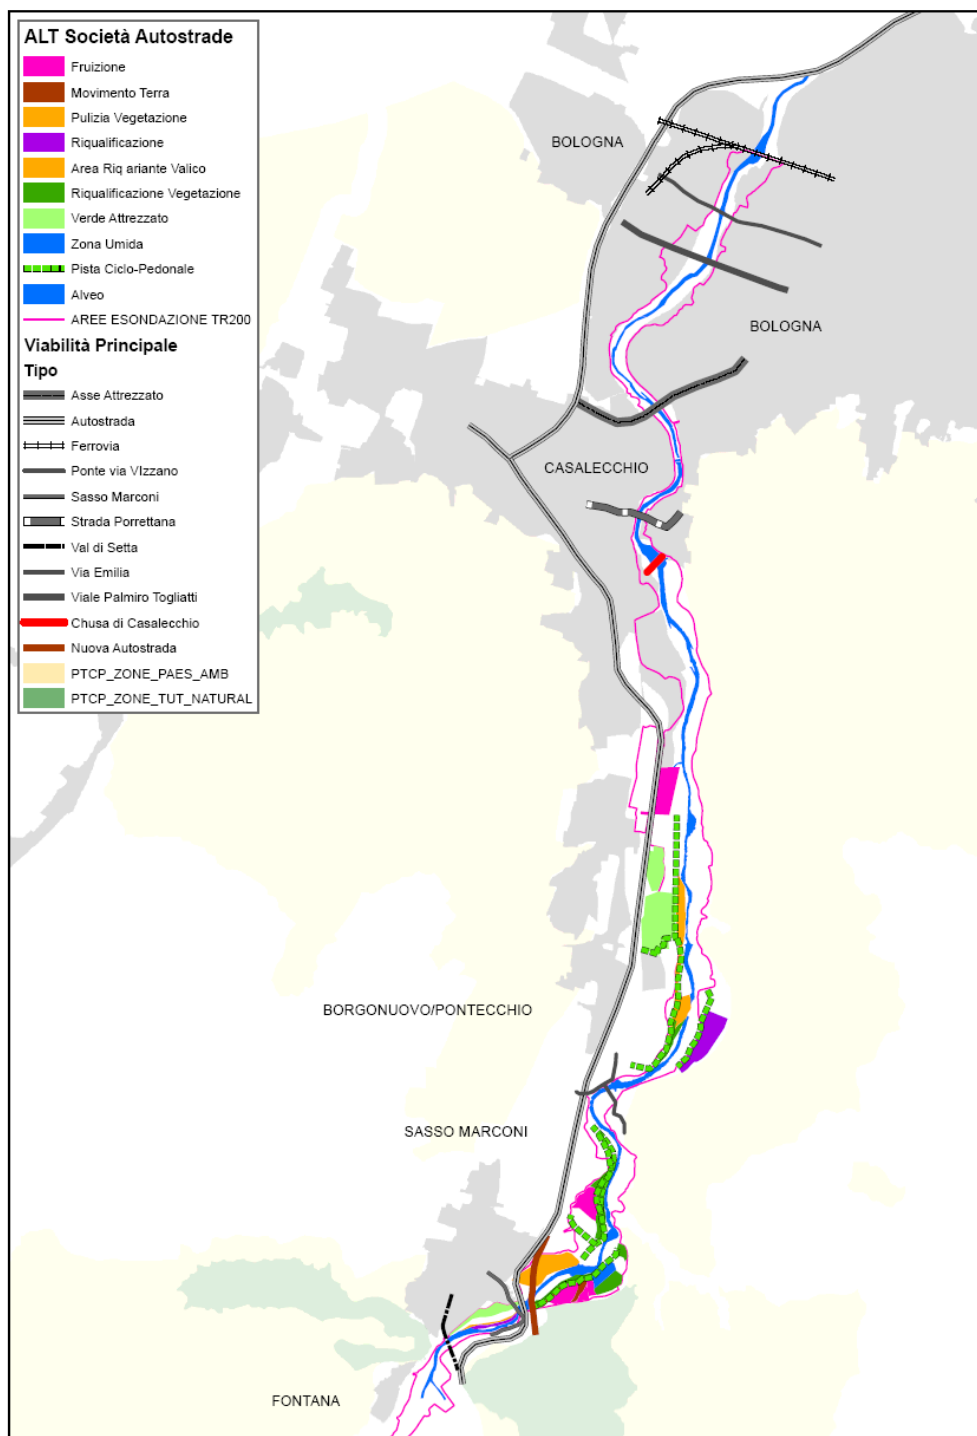 ALT Società Autostrade
Fruizione
Movimento Terra
Pulizia Vegetazione
Riqualificazione
Area Riq ariante Valico
Riqualificazione Vegetazione
Verde Attrezzato
Zona Umida
Pista Ciclo-Pedonale
Alveo
AREE ESONDAZIONE TR200
Viabilità Principale
Tipo
Asse Attrezzato
Autostrada
Ferrovia
Ponte via VIzzano
Sasso Marconi
Strada Porrettana
Val di Setta
Via Emilia
Viale Palmiro Togliatti
Chusa di Casalecchio
Nuova Autostrada
PTCP_ZONE_PAES_AMB
PTCP_ZONE_TUT_NATURAL
BOLOGNA
BOLOGNA
CASALECCHIO
BORGONUOVO/PONTECCHIO
SASSO MARCONI
FONTANA